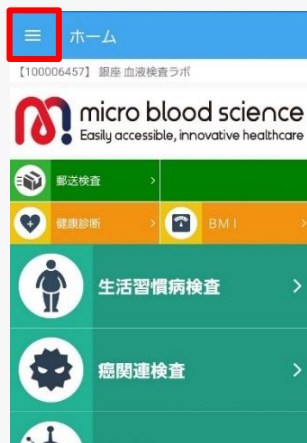 ホーム
【100006457】 銀座 血液検査ラボ
micro blood science
Easily accessible, innovative healthcare
郵送検査
健康診断
BMI
生活習慣病検査
癌関連検査